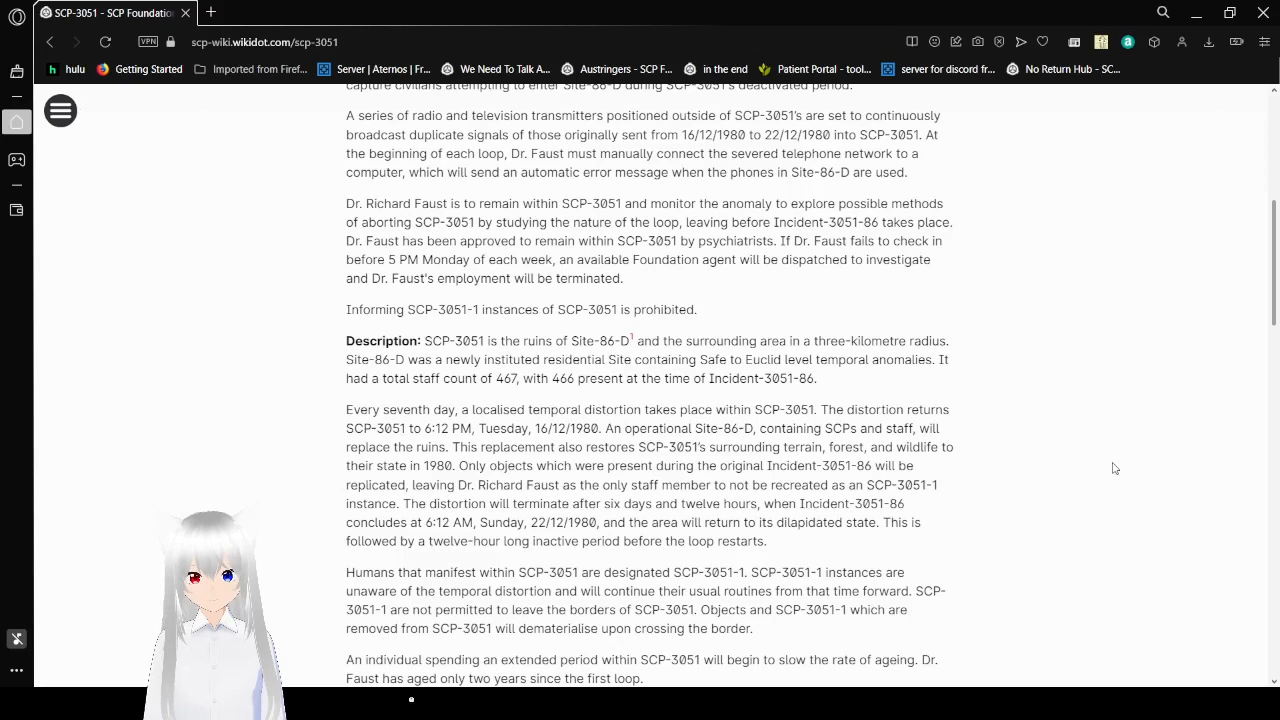 SCP-3051 - SCP Foundatio
scp-wiki.wikidot.com/scp-3051
VPN
hulu
Getting Started
Imported from Firef...
Server | Aternos | Fr...
We Need To Talk A...
Austringers - SCP F...
in the end
Patient Portal - tool...
server for discord fr...
No Return Hub - SC...
capture civilians attempting to enter Site-86-D during SCP-3051's deactivated period.
A series of radio and television transmitters positioned outside of SCP-3051's are set to continuously
broadcast duplicate signals of those originally sent from 16/12/1980 to 22/12/1980 into SCP-3051. At
the beginning of each loop, Dr. Faust must manually connect the severed telephone network to a
computer, which will send an automatic error message when the phones in Site-86-D are used.
Dr. Richard Faust is to remain within SCP-3051 and monitor the anomaly to explore possible methods
of aborting SCP-3051 by studying the nature of the loop, leaving before Incident-3051-86 takes place.
Dr. Faust has been approved to remain within SCP-3051 by psychiatrists. If Dr. Faust fails to check in
before 5 PM Monday of each week, an available Foundation agent will be dispatched to investigate
and Dr. Faust's employment will be terminated.
Informing SCP-3051-1 instances of SCP-3051 is prohibited.
Description: SCP-3051 is the ruins of Site-86-D1 and the surrounding area in a three-kilometre radius.
Site-86-D was a newly instituted residential Site containing Safe to Euclid level temporal anomalies. It
had a total staff count of 467, with 466 present at the time of Incident-3051-86.
Every seventh day, a localised temporal distortion takes place within SCP-3051. The distortion returns
SCP-3051 to 6:12 PM, Tuesday, 16/12/1980. An operational Site-86-D, containing SCPs and staff, will
replace the ruins. This replacement also restores SCP-3051's surrounding terrain, forest, and wildlife to
their state in 1980. Only objects which were present during the original Incident-3051-86 will be
replicated, leaving Dr. Richard Faust as the only staff member to not be recreated as an SCP-3051-1
instance. The distortion will terminate after six days and twelve hours, when Incident-3051-86
concludes at 6:12 AM, Sunday, 22/12/1980, and the area will return to its dilapidated state. This is
followed by a twelve-hour long inactive period before the loop restarts.
Humans that manifest within SCP-3051 are designated SCP-3051-1. SCP-3051-1 instances are
unaware of the temporal distortion and will continue their usual routines from that time forward. SCP-
3051-1 are not permitted to leave the borders of SCP-3051. Objects and SCP-3051-1 which are
removed from SCP-3051 will dematerialise upon crossing the border.
An individual spending an extended period within SCP-3051 will begin to slow the rate of ageing. Dr.
Faust has aged only two years since the first loop.